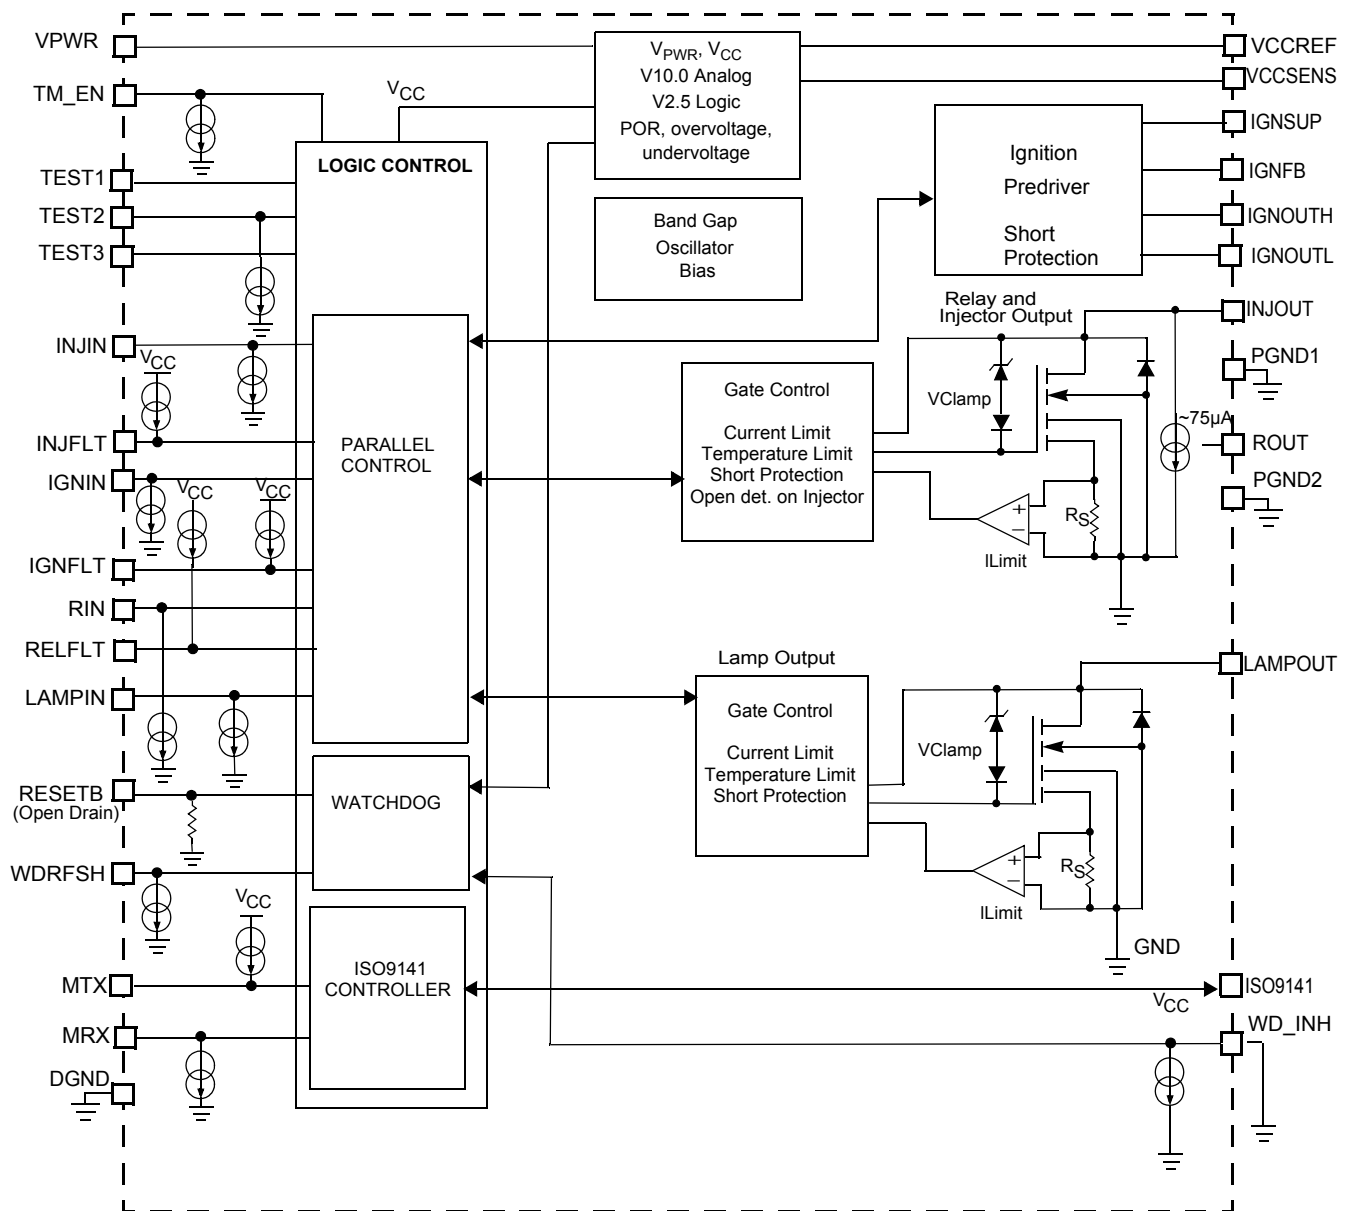 VPWR
TM_EN
TEST1
TEST2
TEST3
INJIN
VCC
INJFLT
IGNIN
VCC
VCC
IGNFLT
RIN
RELFLT
LAMPIN
RESETB
(Open Drain)
WDRFSH
VCC
MTX
MRX
DGND
VCC
LOGIC CONTROL
PARALLEL
CONTROL
WATCHDOG
ISO9141
CONTROLLER
VPWR, VCC
V10.0 Analog
V2.5 Logic
POR, overvoltage,
undervoltage
Band Gap
Oscillator
Bias
Ignition
Predriver
Short
Protection
Relay and
Injector Output
Gate Control
Current Limit
Temperature Limit
Short Protection
Open det. on Injector
VClamp
~75µA
+
–
RS
ILimit
Lamp Output
Gate Control
Current Limit
Temperature Limit
Short Protection
VClamp
+
–
RS
ILimit
GND
VCC
VCCREF
VCCSENS
IGNSUP
IGNFB
IGNOUTH
IGNOUTL
INJOUT
PGND1
ROUT
PGND2
LAMPOUT
ISO9141
WD_INH